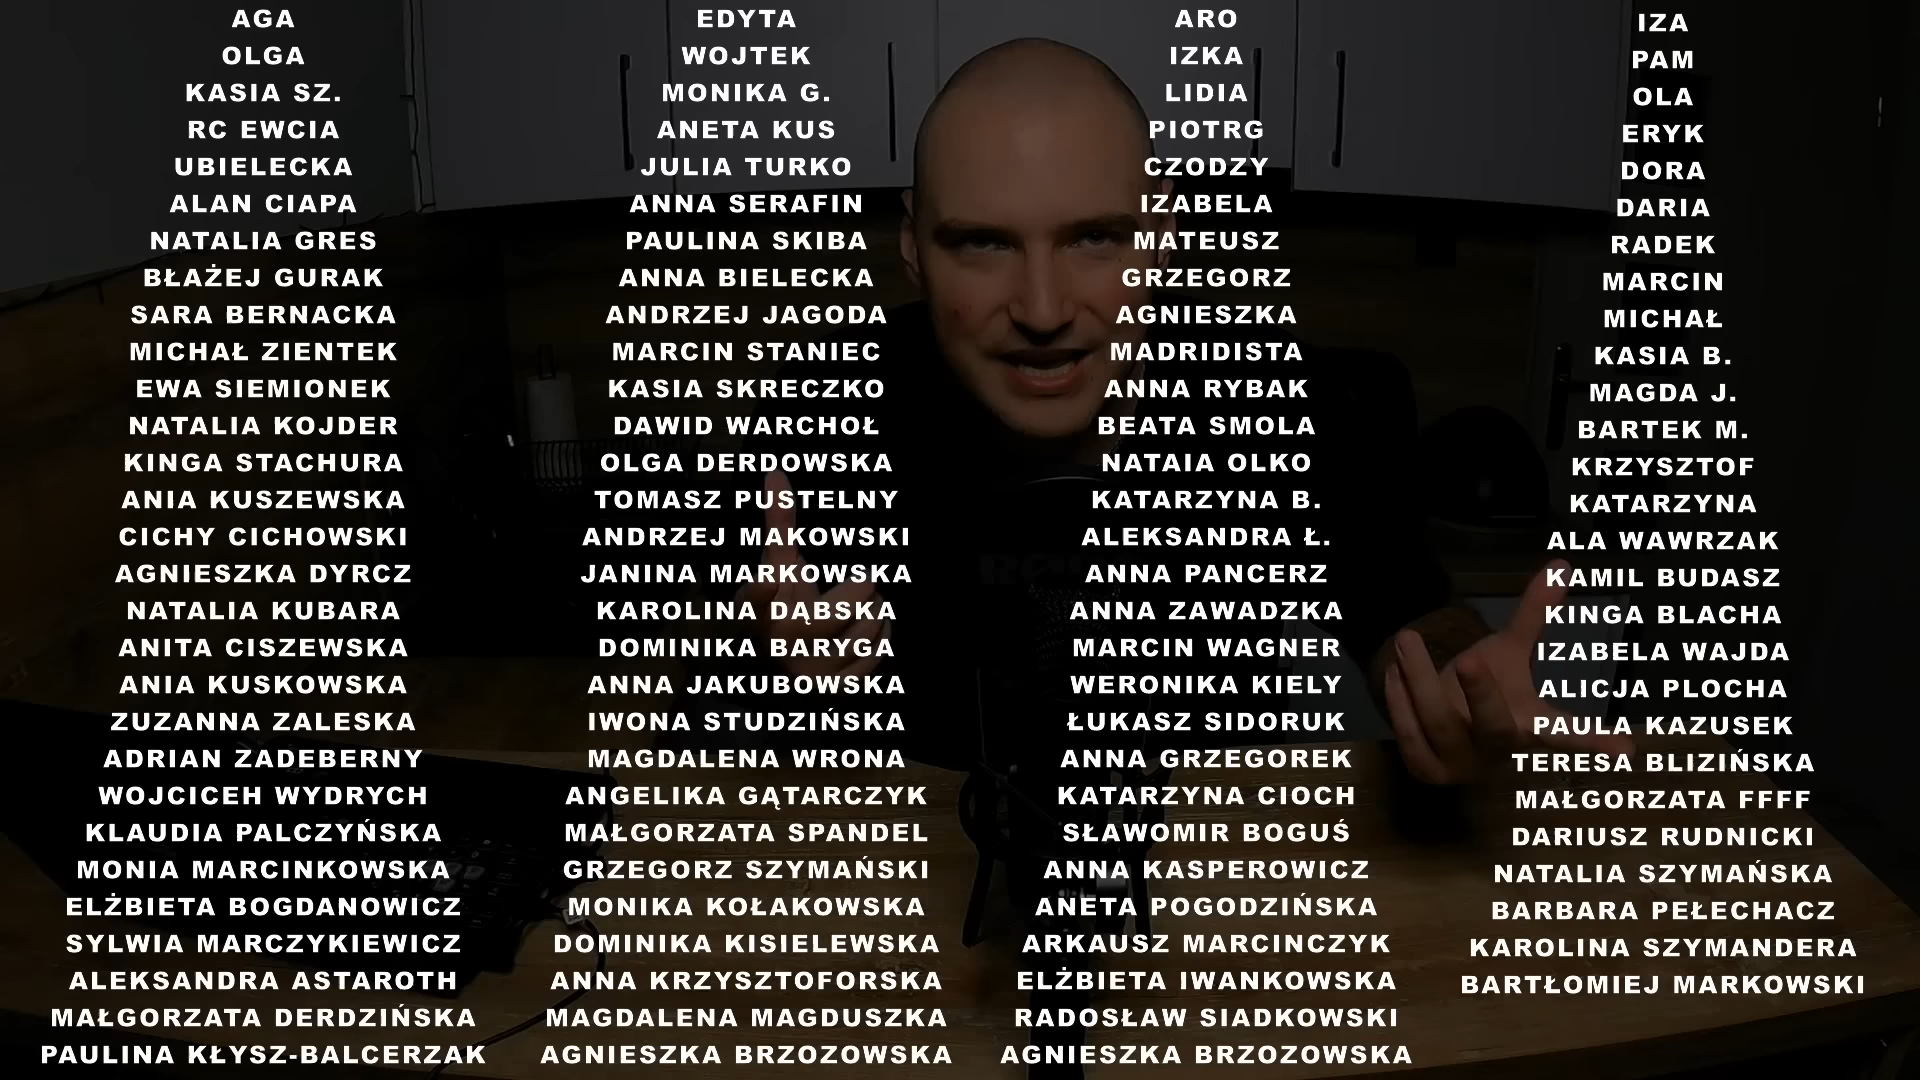 AGA
OLGA
KASIA SZ.
RC EWCIA
UBIELECKA
ALAN CIAPA
NATALIA GRES
BŁAŻEJ GURAK
SARA BERNACKA
MICHAŁ ZIENTEK
EWA SIEMIONEK
NATALIA KOJDER
KINGA STACHURA
ANIA KUSZEWSKA
CICHY CICHOWSKI
AGNIESZKA DYRCZ
NATALIA KUBARA
ANITA CISZEWSKA
ANIA KUSKOWSKA
ZUZANNA ZALESKA
ADRIAN ZADEBERNY
WOJCICEH WYDRYCH
KLAUDIA PALCZYŃSKA
MONIA MARCINKOWSKA
ELŻBIETA BOGDANOWICZ
SYLWIA MARCZYKIEWICZ
ALEKSANDRA ASTAROTH
MAŁGORZATA DERDZIŃSKA
PAULINA KŁYSZ-BALCERZAK
EDYTA
WOJTEK
MONIKA G.
ANETA KUS
JULIA TURKO
ANNA SERAFIN
PAULINA SKIBA
ANNA BIELECKA
ANDRZEJ JAGODA
MARCIN STANIEC
KASIA SKRECZKO
DAWID WARCHOŁ
OLGA DERDOWSKA
TOMASZ PUSTELNY
ANDRZEJ MAKOWSKI
JANINA MARKOWSKA
KAROLINA DĄBSKA
DOMINIKA BARYGA
ANNA JAKUBOWSKA
IWONA STUDZIŃSKA
MAGDALENA WRONA
ANGELIKA GĄTARCZYK
MAŁGORZATA SPANDEL
GRZEGORZ SZYMAŃSKI
MONIKA KOŁAKOWSKA
DOMINIKA KISIELEWSKA
ANNA KRZYSZTOFORSKA
MAGDALENA MAGDUSZKA
AGNIESZKA BRZOZOWSKA
ARO
IZKA
LIDIA
PIOTRG
CZODZY
IZABELA
MATEUSZ
GRZEGORZ
AGNIESZKA
MADRIDISTA
ANNA RYBAK
BEATA SMOLA
NATAIA OLKO
KATARZYNA B.
ALEKSANDRA Ł.
ANNA PANCERZ
ANNA ZAWADZKA
MARCIN WAGNER
WERONIKA KIELY
ŁUKASZ SIDORUK
ANNA GRZEGOREK
KATARZYNA CIOCH
SŁAWOMIR BOGUŚ
ANNA KASPEROWICZ
ANETA POGODZIŃSKA
ARKAUSZ MARCINCZYK
ELŻBIETA IWANKOWSKA
RADOSŁAW SIADKOWSKI
AGNIESZKA BRZOZOWSKA
IZA
PAM
OLA
ERYK
DORA
DARIA
RADEK
MARCIN
MICHAŁ
KASIA B.
MAGDA J.
BARTEK M.
KRZYSZTOF
KATARZYNA
ALA WAWRZAK
KAMIL BUDASZ
KINGA BLACHA
IZABELA WAJDA
ALICJA PLOCHA
PAULA KAZUSEK
TERESA BLIZIŃSKA
MAŁGORZATA FFFF
DARIUSZ RUDNICKI
NATALIA SZYMAŃSKA
BARBARA PEŁECHACZ
KAROLINA SZYMANDERA
BARTŁOMIEJ MARKOWSKI